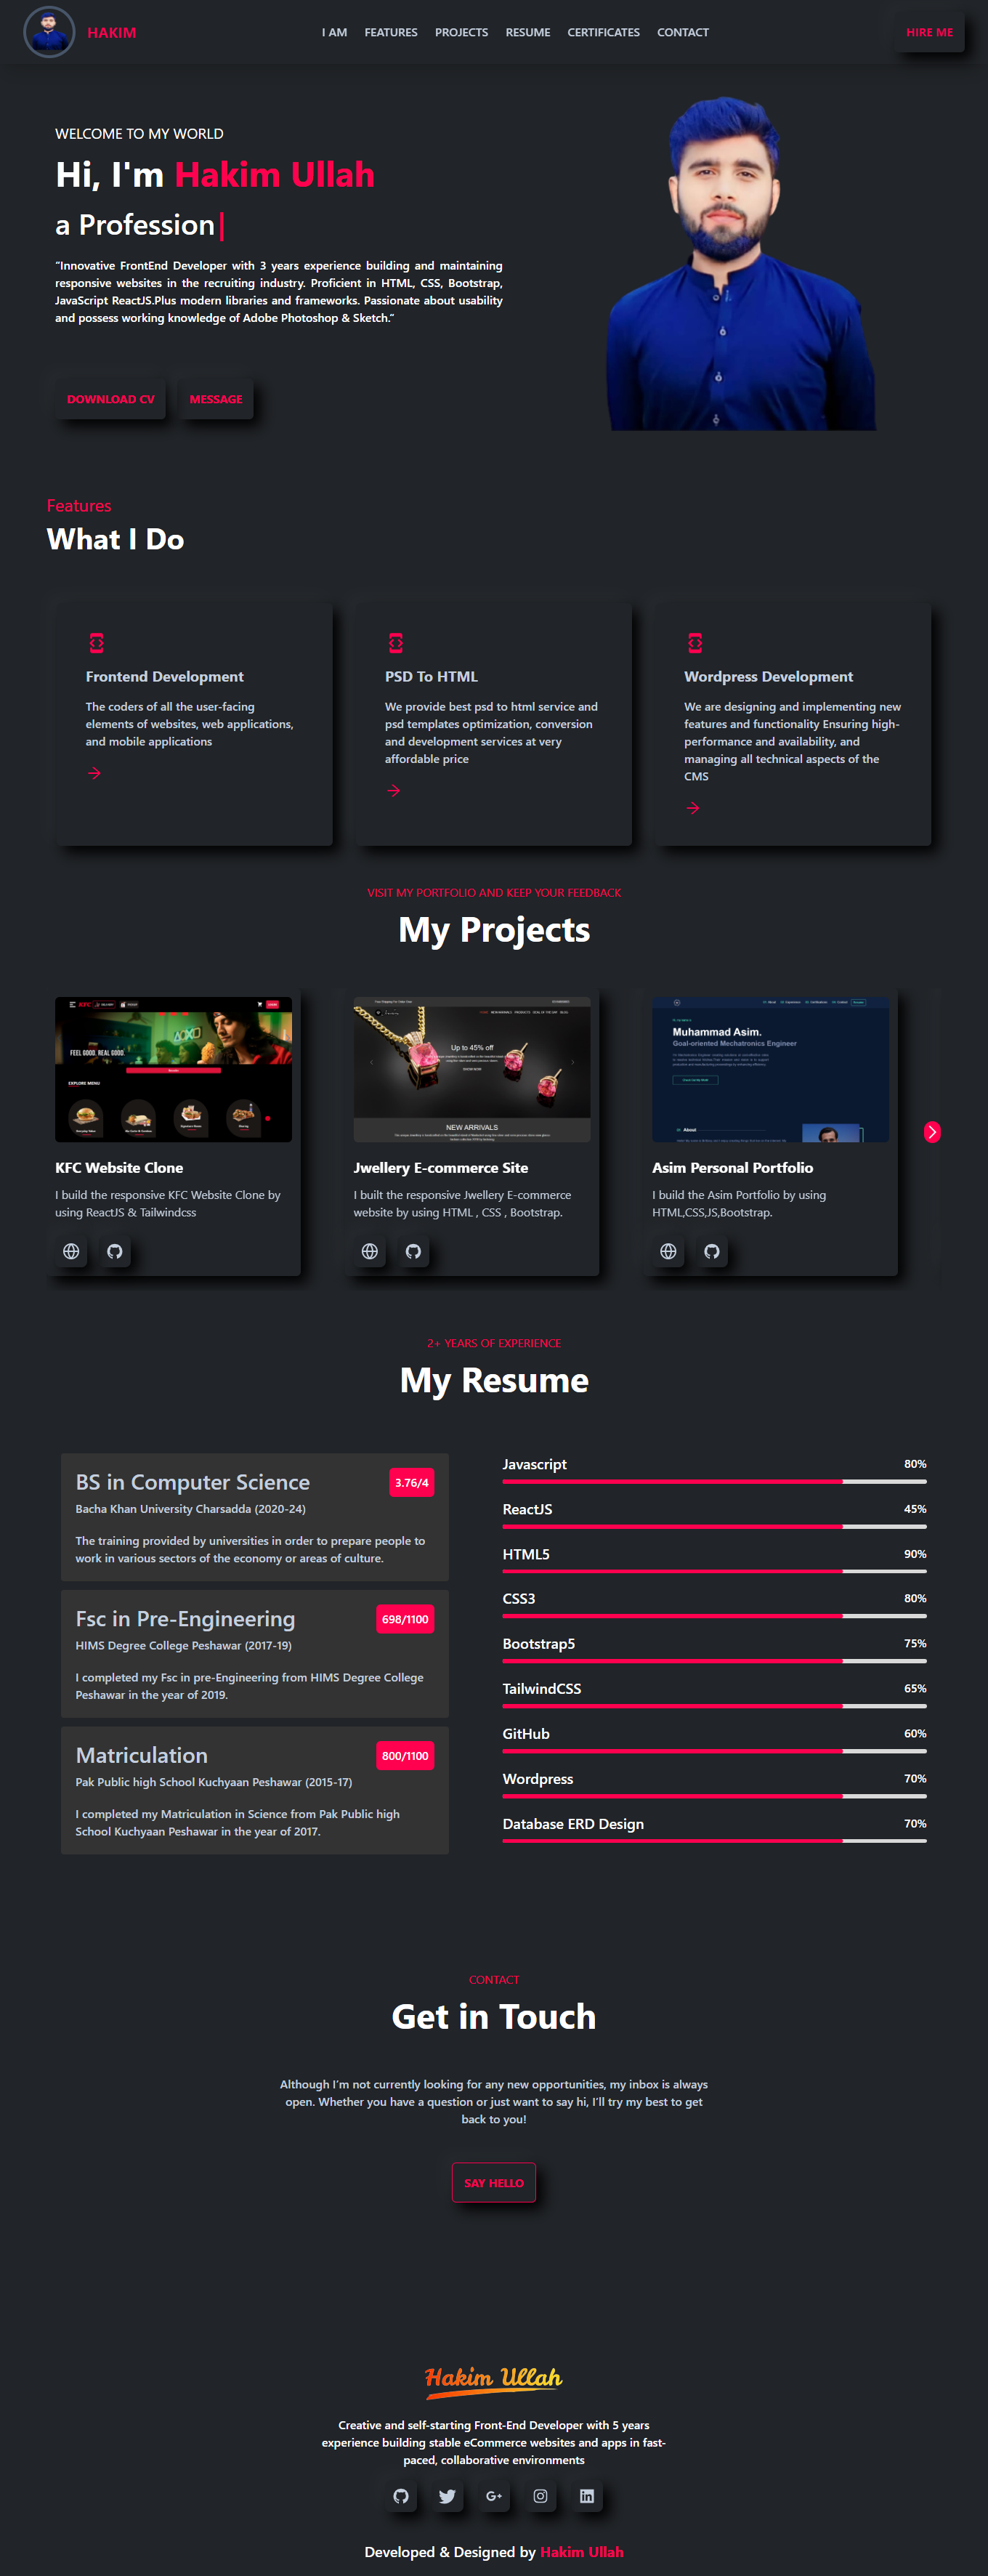 HAKIM
I AM FEATURES PROJECTS RESUME CERTIFICATES CONTACT
HIRE ME
WELCOME TO MY WORLD
Hi, I'm Hakim Ullah
a Profession
“Innovative FrontEnd Developer with 3 years experience building and maintaining
responsive websites in the recruiting industry. Proficient in HTML, CSS, Bootstrap,
JavaScript ReactJS.Plus modern libraries and frameworks. Passionate about usability
and possess working knowledge of Adobe Photoshop & Sketch.”
DOWNLOAD CV
MESSAGE
Features
What I Do
Frontend Development
The coders of all the user-facing
elements of websites, web applications,
and mobile applications
PSD To HTML
We provide best psd to html service and
psd templates optimization, conversion
and development services at very
affordable price
Wordpress Development
We are designing and implementing new
features and functionality Ensuring high-
performance and availability, and
managing all technical aspects of the
CMS
VISIT MY PORTFOLIO AND KEEP YOUR FEEDBACK
My Projects
KFC
FEEL GOOD. REAL GOOD.
EXPLORE MENU
KFC Website Clone
I build the responsive KFC Website Clone by
using ReactJS & Tailwindcss
Up to 45% off
NEW ARRIVALS
Jwellery E-commerce Site
I built the responsive Jwellery E-commerce
website by using HTML , CSS , Bootstrap.
Muhammad Asim.
Goal-oriented Mechatronics Engineer
About
Asim Personal Portfolio
I build the Asim Portfolio by using
HTML,CSS,JS,Bootstrap.
2+ YEARS OF EXPERIENCE
My Resume
BS in Computer Science
3.76/4
Bacha Khan University Charsadda (2020-24)
The training provided by universities in order to prepare people to
work in various sectors of the economy or areas of culture.
Fsc in Pre-Engineering
698/1100
HIMS Degree College Peshawar (2017-19)
I completed my Fsc in pre-Engineering from HIMS Degree College
Peshawar in the year of 2019.
Matriculation
800/1100
Pak Public high School Kuchyaan Peshawar (2015-17)
I completed my Matriculation in Science from Pak Public high
School Kuchyaan Peshawar in the year of 2017.
Javascript 80%
ReactJS 45%
HTML5 90%
CSS3 80%
Bootstrap5 75%
TailwindCSS 65%
GitHub 60%
Wordpress 70%
Database ERD Design 70%
CONTACT
Get in Touch
Although I’m not currently looking for any new opportunities, my inbox is always
open. Whether you have a question or just want to say hi, I’ll try my best to get
back to you!
SAY HELLO
Hakim Ullah
Creative and self-starting Front-End Developer with 5 years
experience building stable eCommerce websites and apps in fast-
paced, collaborative environments
G+
in
Developed & Designed by Hakim Ullah